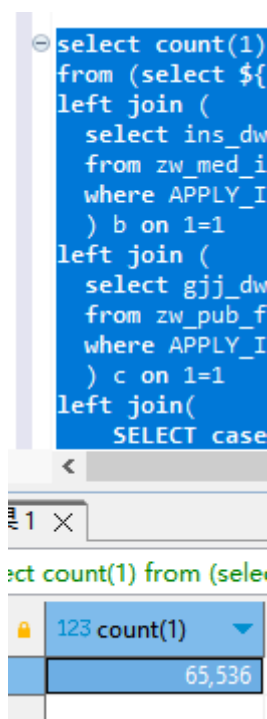 select count(1)
from (select ${
left join (
select ins_dw
from zw_med_i
where APPLY_I
) b on 1=1
left join (
select gjj_dw
from zw_pub_f
where APPLY_I
) c on 1=1
left join(
SELECT case
果1
ect count(1) from (sele
123 count(1)
65,536